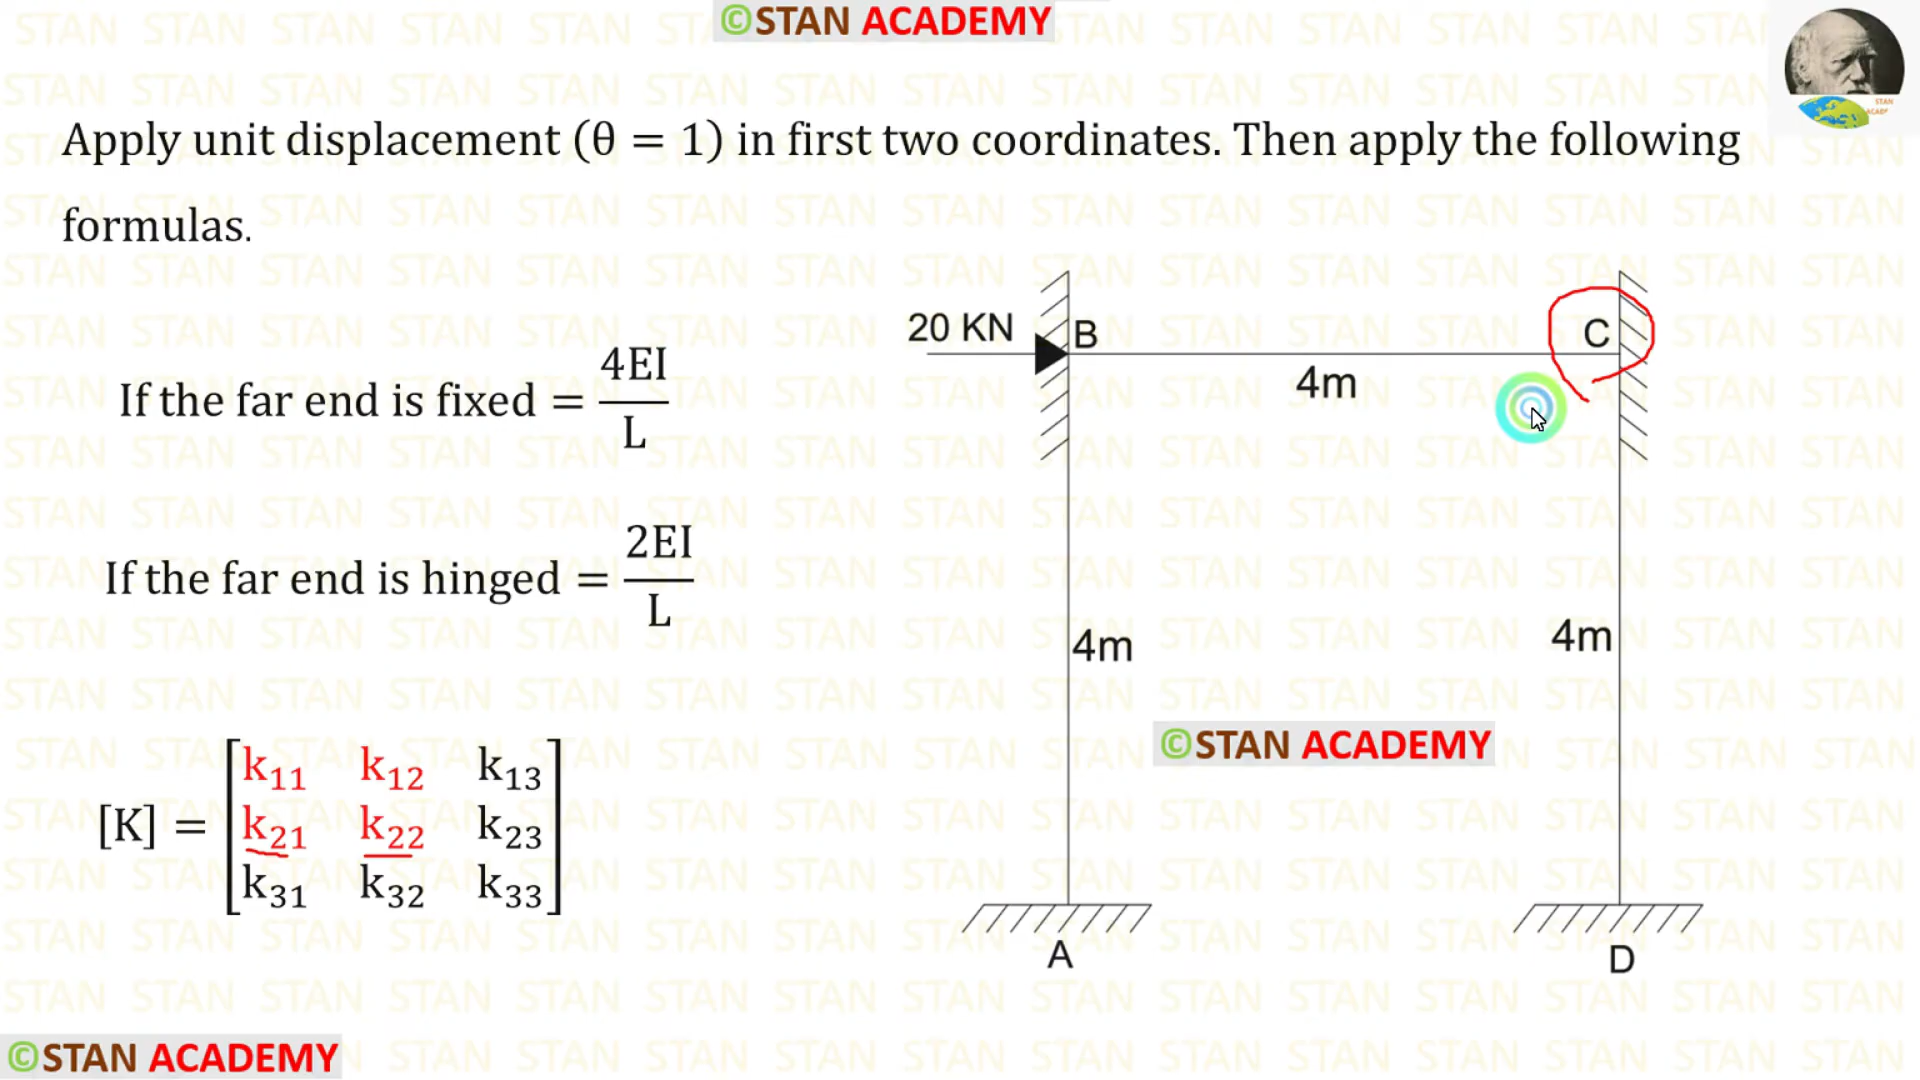 ©STAN ACADEMY
STAN ACADEMY
Apply unit displacement (θ = 1) in first two coordinates. Then apply the following
formulas.
20 KN B C
4m
If the far end is fixed = 4EI/L
If the far end is hinged = 2EI/L
4m 4m
©STAN ACADEMY
[K] = [k₁₁ k₁₂ k₁₃
k₂₁ k₂₂ k₂₃
k₃₁ k₃₂ k₃₃]
A D
©STAN ACADEMY